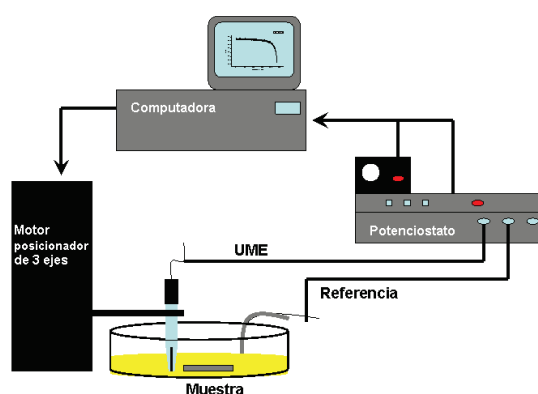 Computadora
Motor
posicionador
de 3 ejes
Potenciostato
UME
Referencia
Muestra